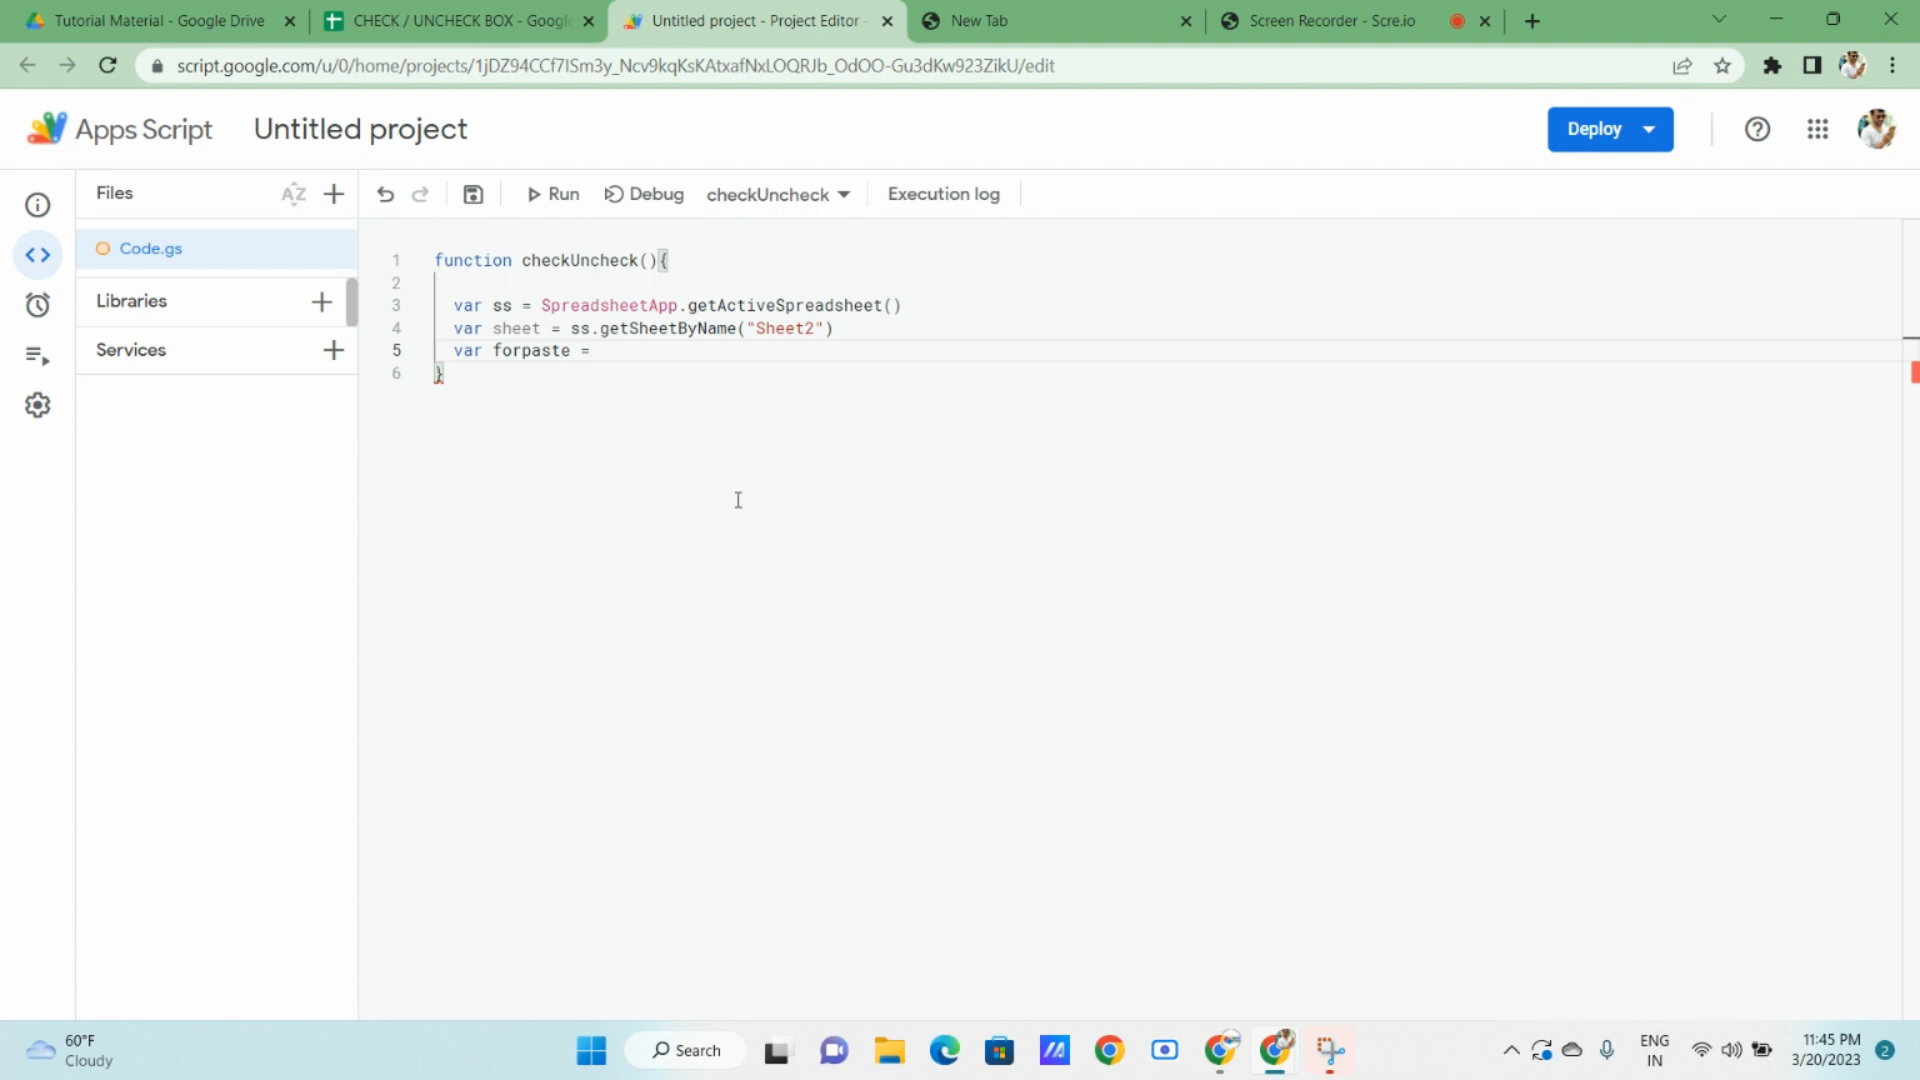 Tutorial Material - Google Drive
CHECK / UNCHECK BOX - Google
Untitled project - Project Editor -
New Tab
Screen Recorder - Scre.io
script.google.com/u/0/home/projects/1jDZ94CCf7ISm3y_Ncv9kqKsKAtxafNxLOQRJb_OdOO-Gu3dKw923ZikU/edit
Apps Script
Untitled project
Deploy
Files
AZ
Run
Debug
checkUncheck
Execution log
Code.gs
Libraries
Services
1 function checkUncheck(){
2
3 var ss = SpreadsheetApp.getActiveSpreadsheet()
4 var sheet = ss.getSheetByName("Sheet2")
5 var forpaste =
6 }
60°F
Cloudy
Search
ENG
IN
11:45 PM
3/20/2023
2